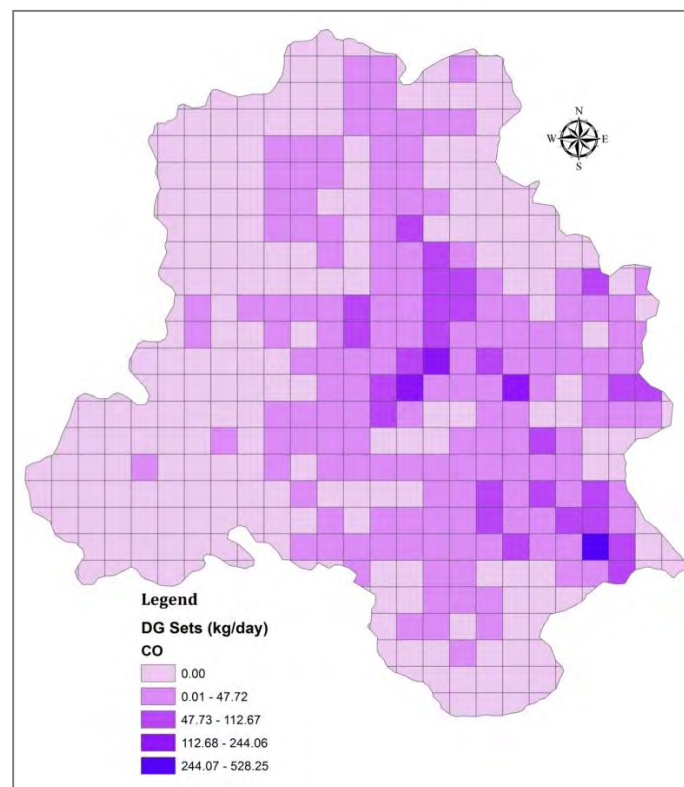 N
W E
S
Legend
DG Sets (kg/day)
CO
0.00
0.01 - 47.72
47.73 - 112.67
112.68 - 244.06
244.07 - 528.25